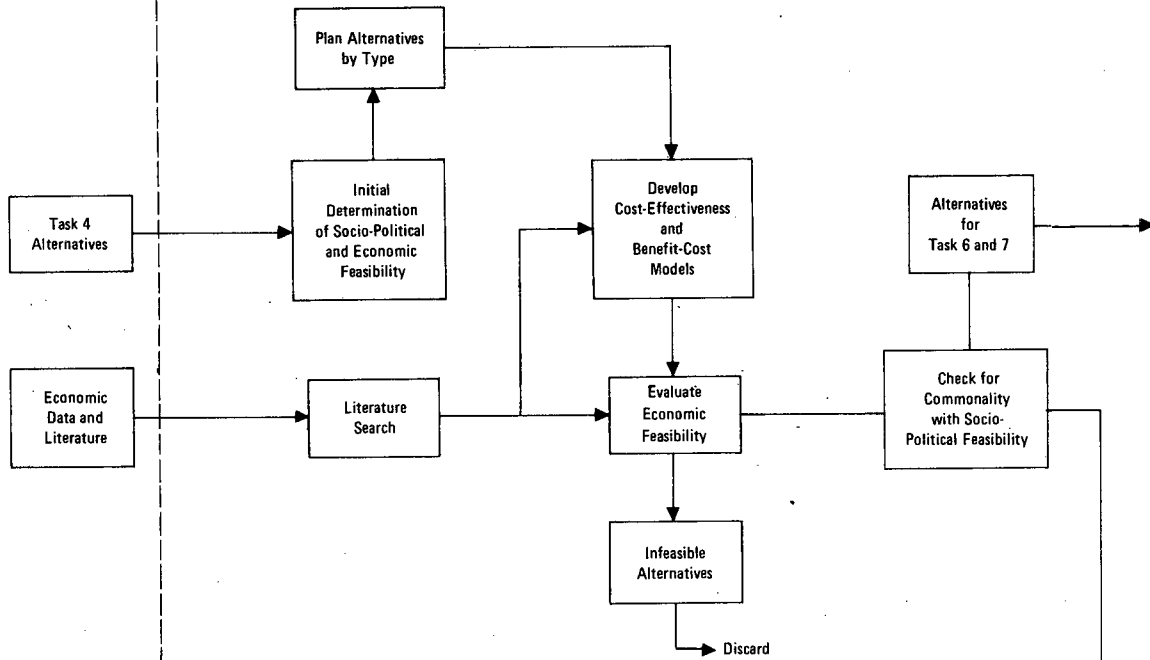 Plan Alternatives
by Type
Task 4
Alternatives
Initial
Determination
of Socio-Political
and Economic
Feasibility
Develop
Cost-Effectiveness
and
Benefit-Cost
Models
Alternatives
for
Task 6 and 7
Economic
Data and
Literature
Literature
Search
Evaluate
Economic
Feasibility
Check for
Commonality
with Socio-
Political Feasibility
Infeasible
Alternatives
Discard